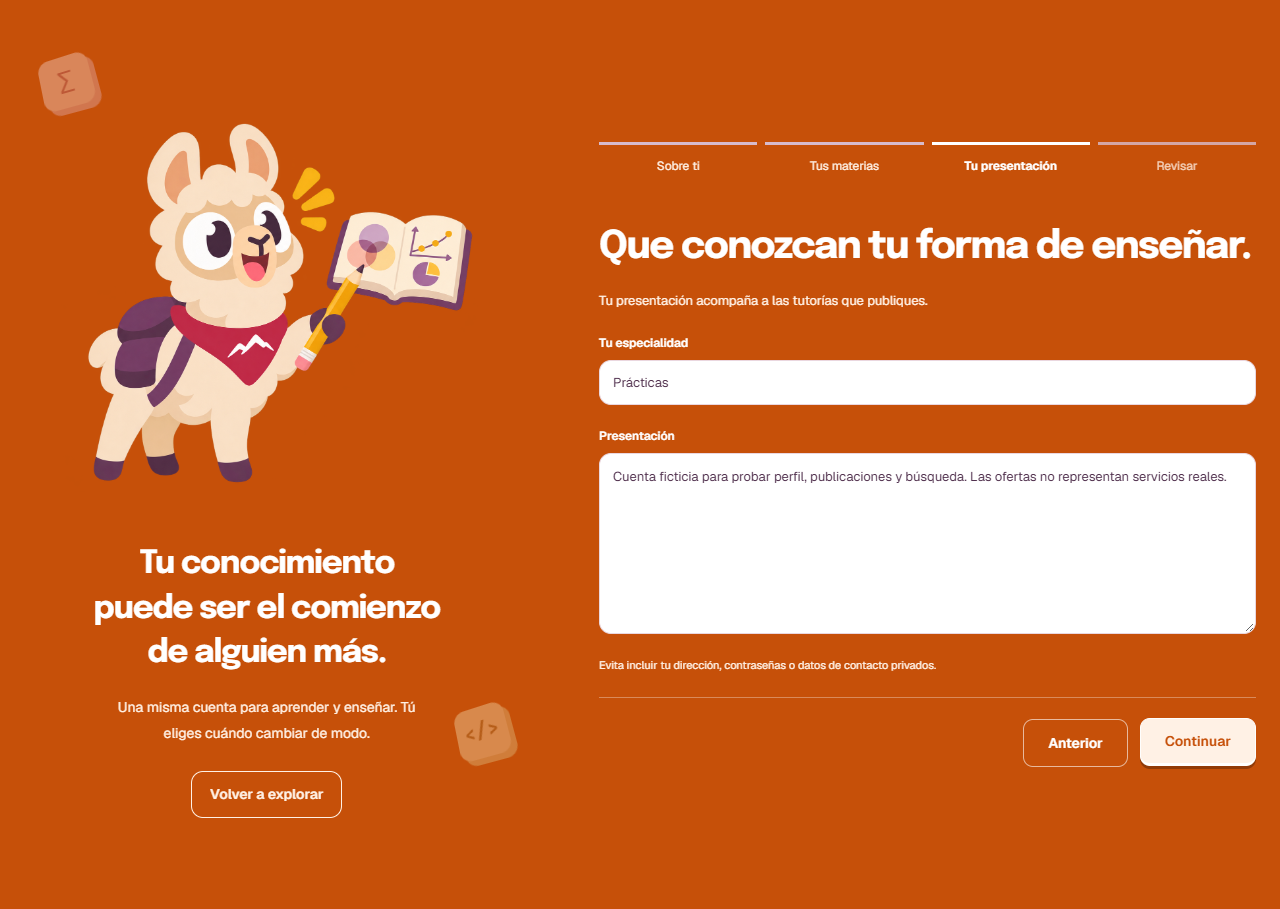 Σ
Tu conocimiento
puede ser el comienzo
de alguien más.
Una misma cuenta para aprender y enseñar. Tú
eliges cuándo cambiar de modo.
</>
Volver a explorar
Sobre ti
Tus materias
Tu presentación
Revisar
Que conozcan tu forma de enseñar.
Tu presentación acompaña a las tutorías que publiques.
Tu especialidad
Prácticas
Presentación
Cuenta ficticia para probar perfil, publicaciones y búsqueda. Las ofertas no representan servicios reales.
Evita incluir tu dirección, contraseñas o datos de contacto privados.
Anterior
Continuar